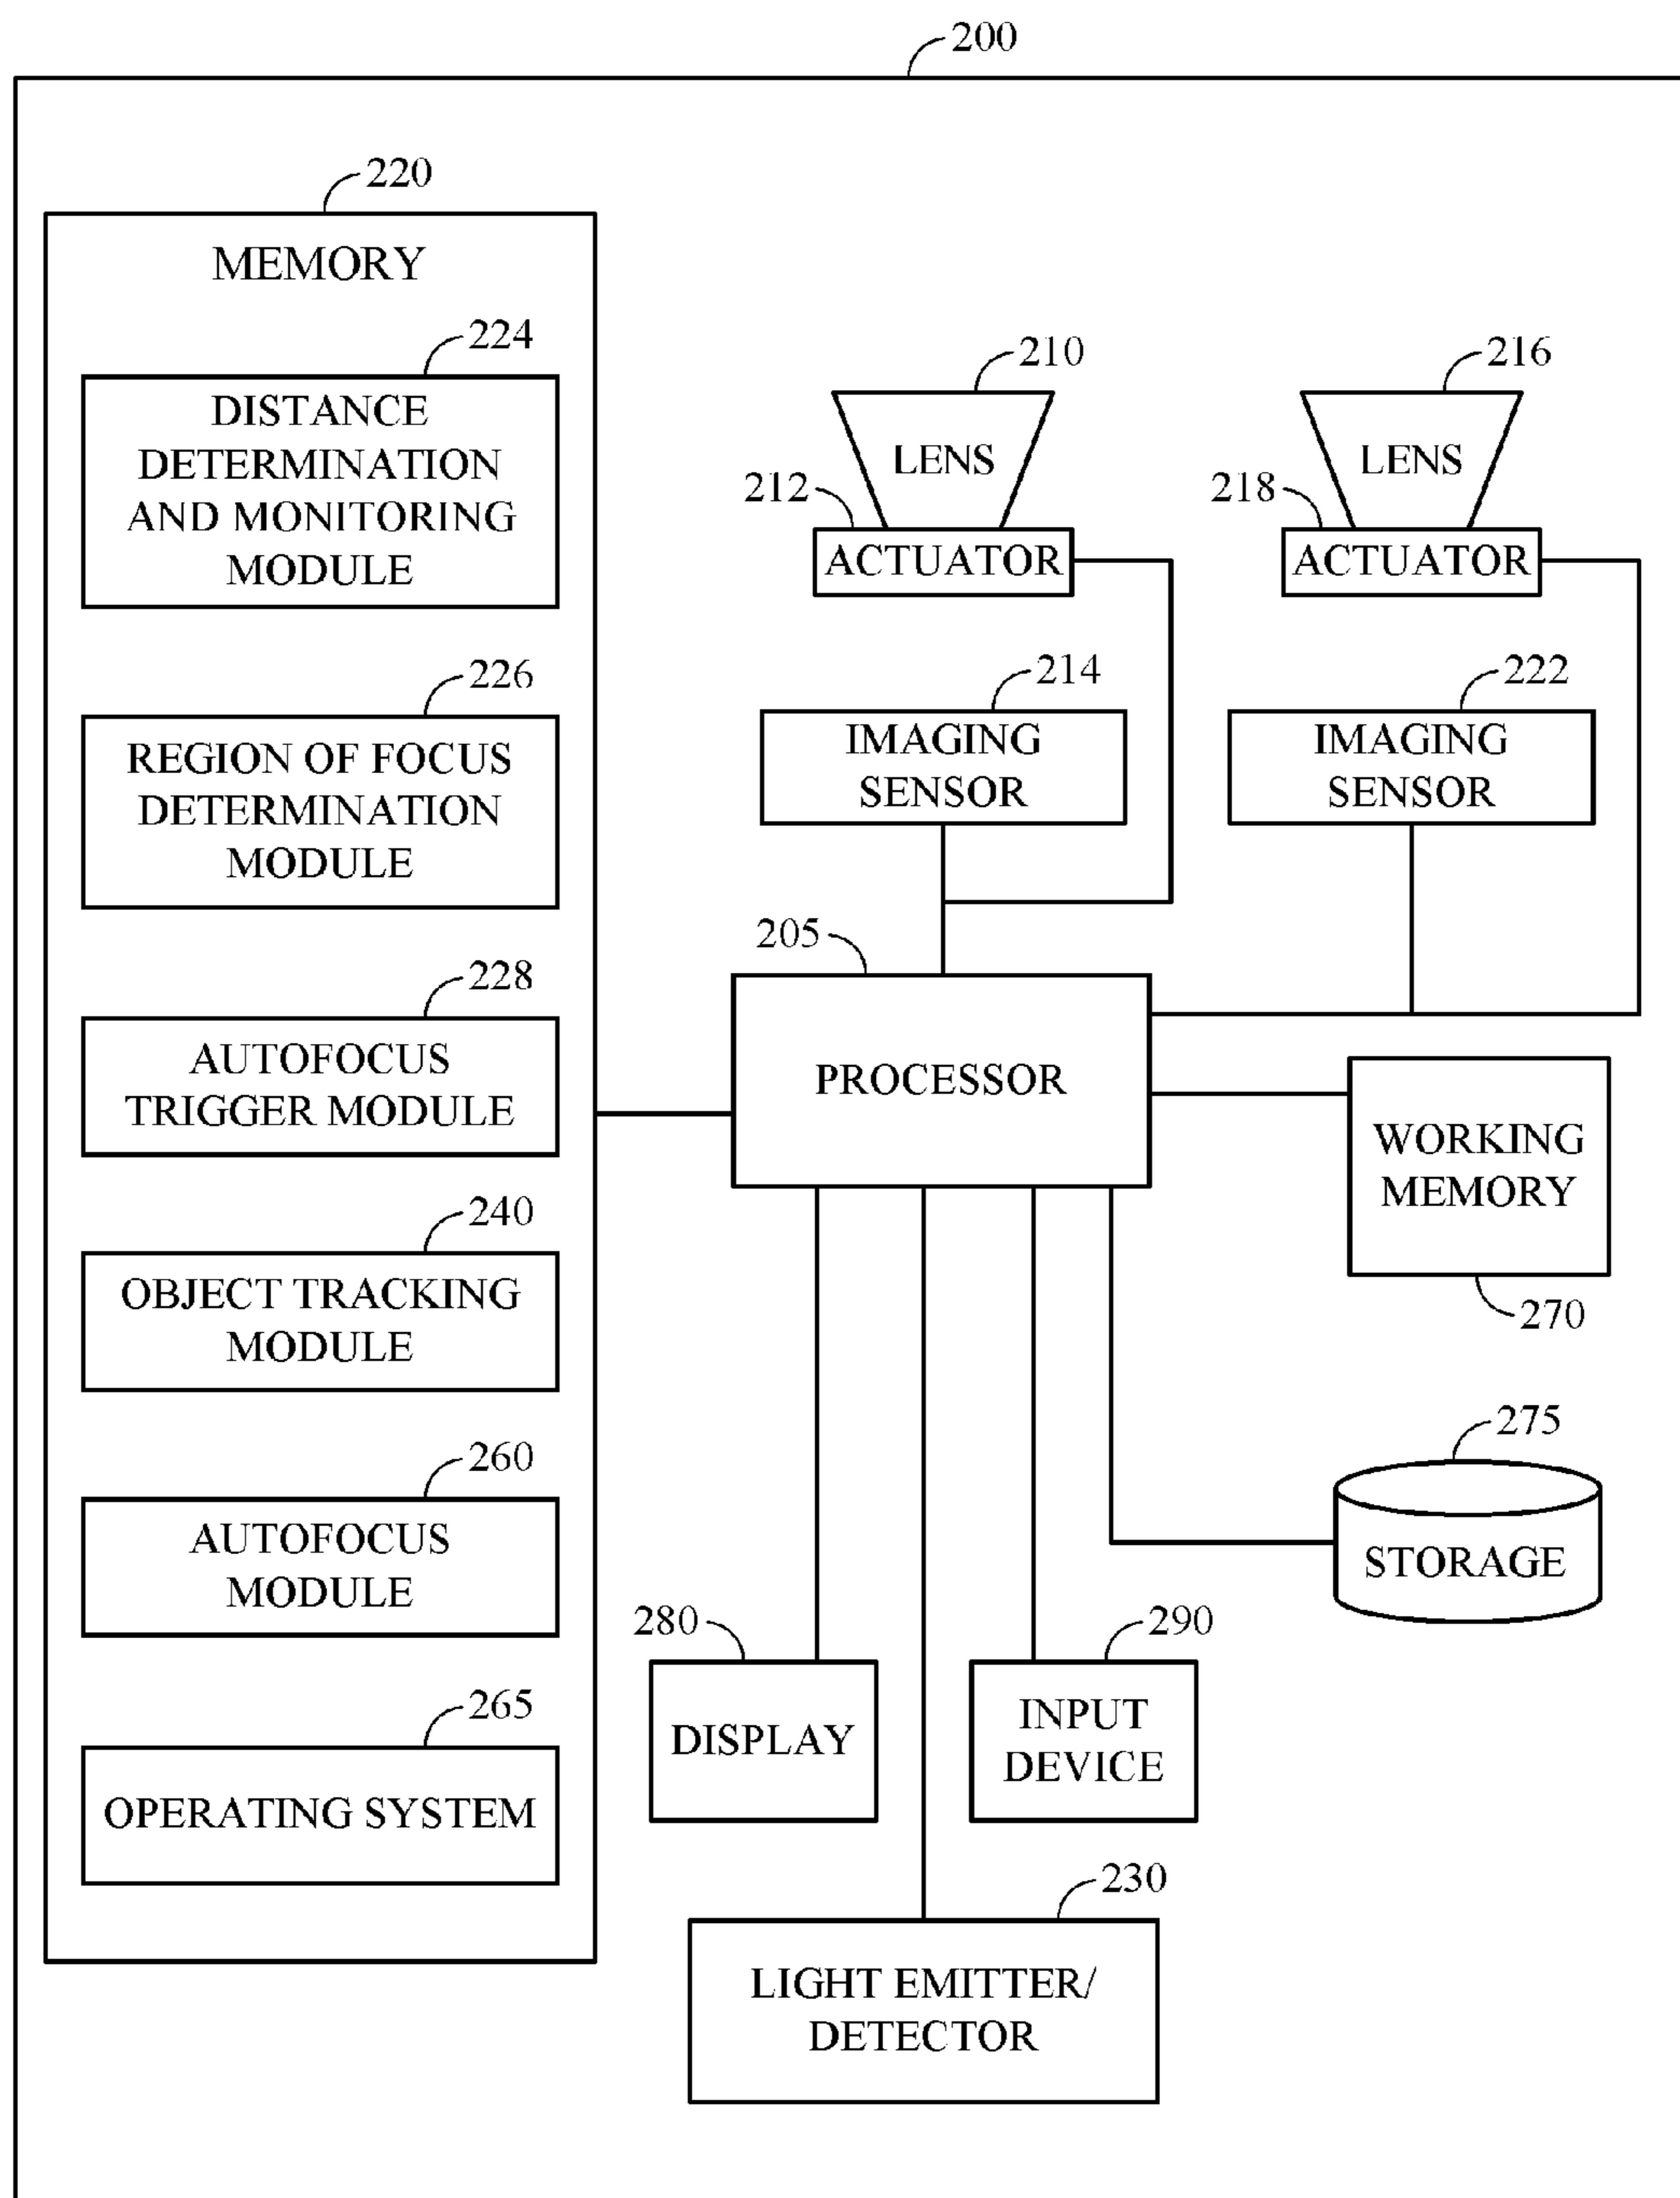 200
220
MEMORY
224
DISTANCE
DETERMINATION
AND MONITORING
MODULE
226
REGION OF FOCUS
DETERMINATION
MODULE
228
AUTOFOCUS
TRIGGER MODULE
240
OBJECT TRACKING
MODULE
260
AUTOFOCUS
MODULE
265
OPERATING SYSTEM
210
LENS
212
ACTUATOR
216
LENS
218
ACTUATOR
214
IMAGING
SENSOR
222
IMAGING
SENSOR
205
PROCESSOR
WORKING
MEMORY
270
275
STORAGE
280
DISPLAY
290
INPUT
DEVICE
230
LIGHT EMITTER/
DETECTOR